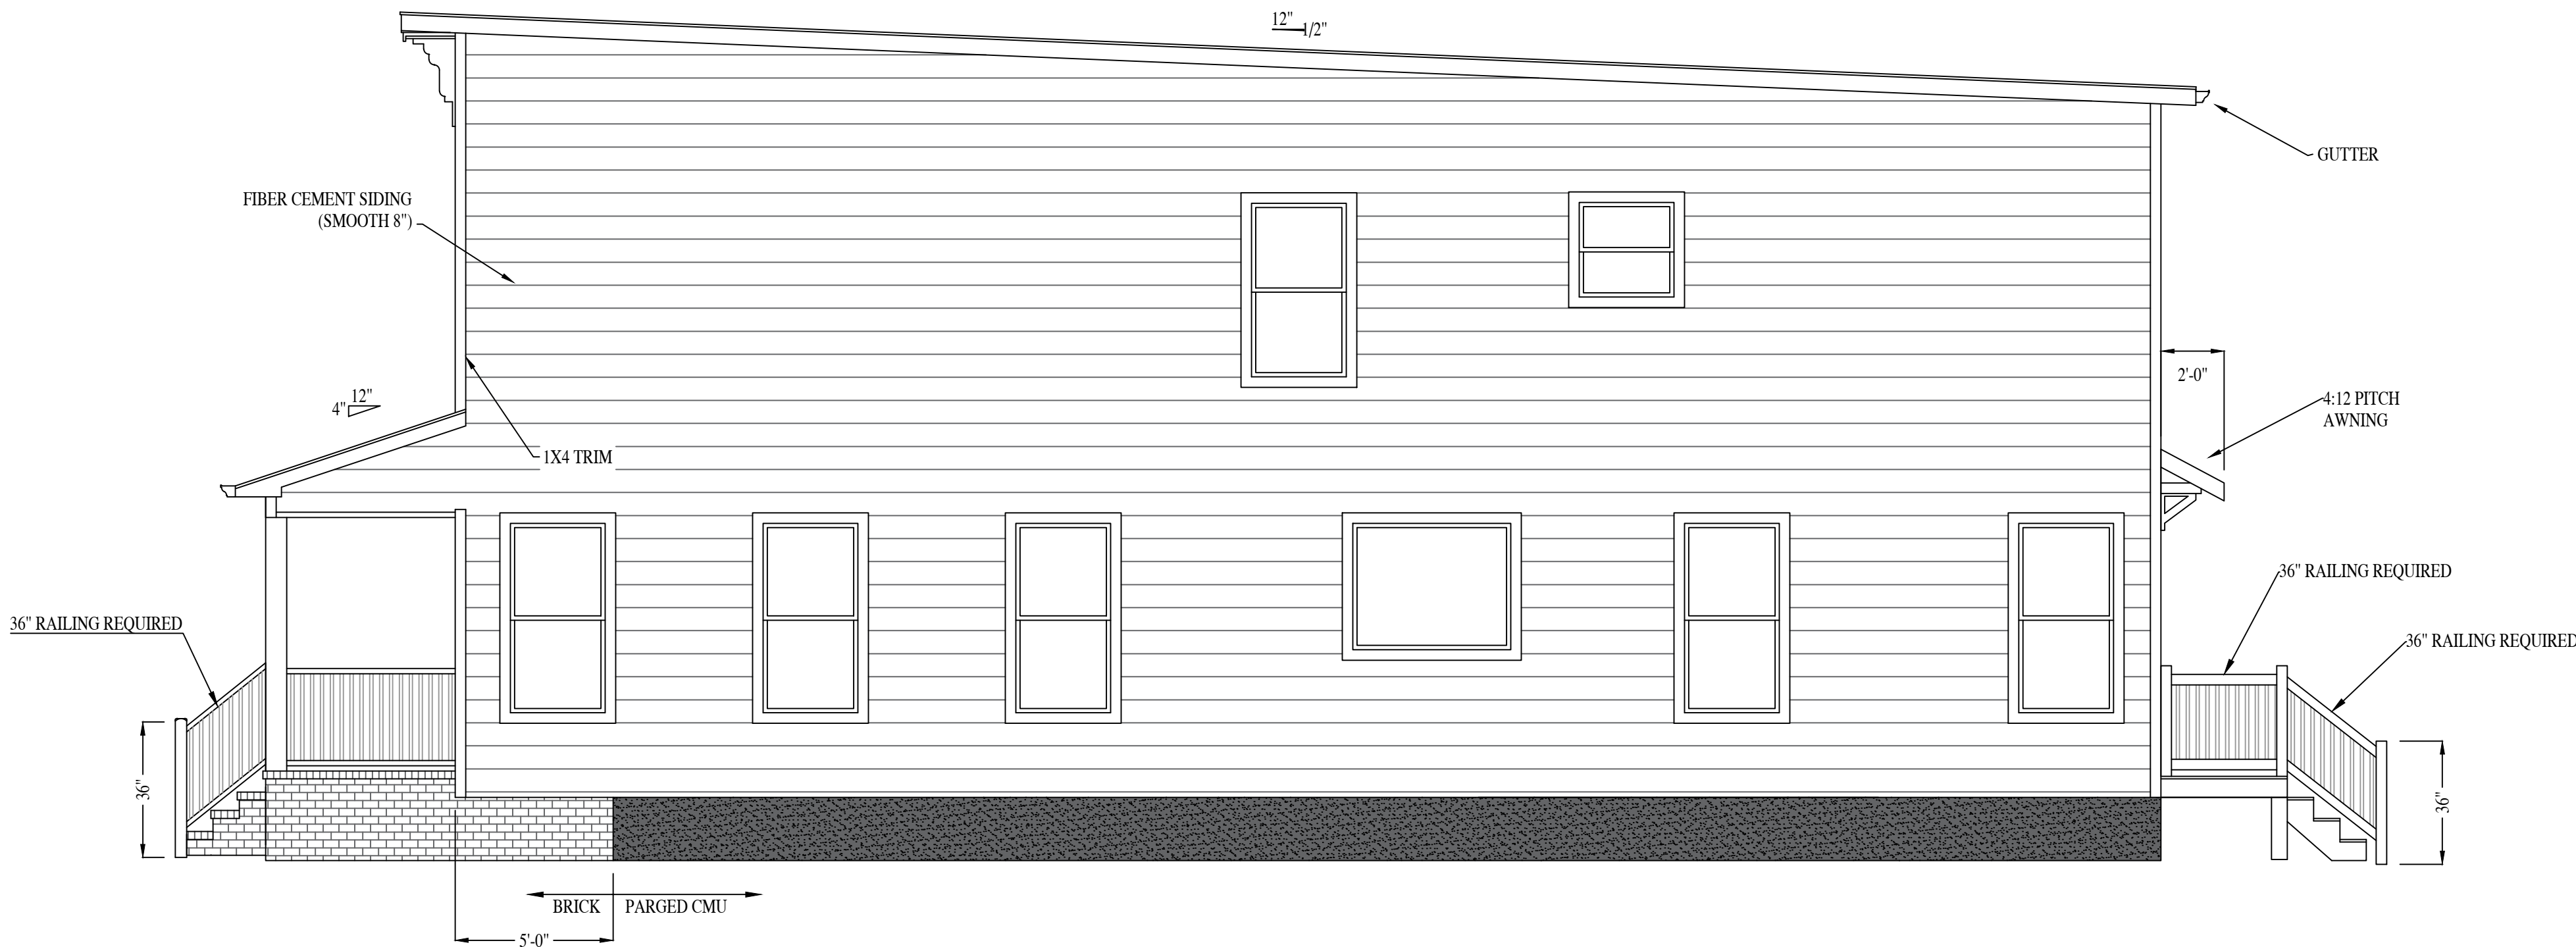 12"
1/2"
GUTTER
FIBER CEMENT SIDING
(SMOOTH 8")
2'-0"
12"
4"
4:12 PITCH
AWNING
1X4 TRIM
36" RAILING REQUIRED
36" RAILING REQUIRED
36" RAILING REQUIRED
36"
36"
BRICK
PARGED CMU
5'-0"